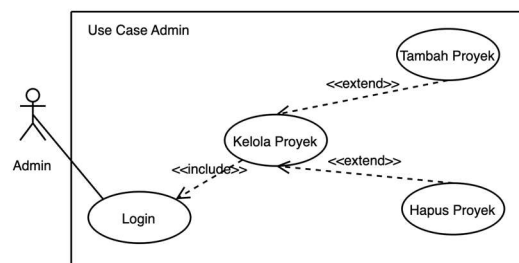 Use Case Admin
Tambah Proyek
<<extend>>
Kelola Proyek
Admin
<<include>>
<<extend>>
Login
Hapus Proyek